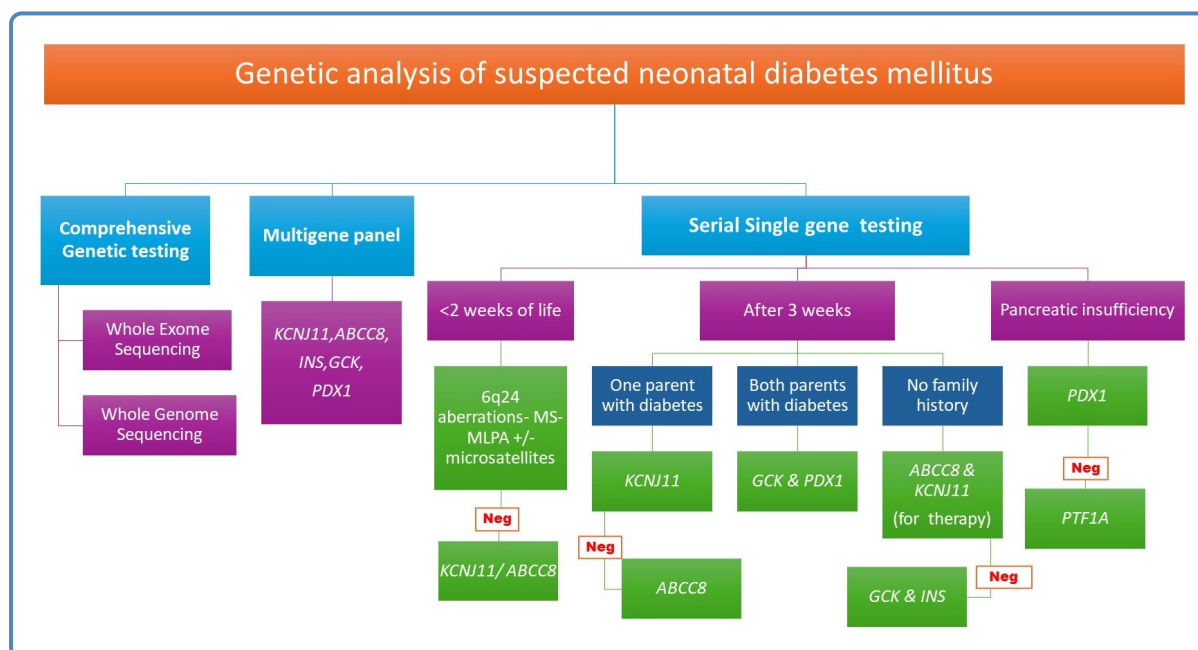 Genetic analysis of suspected neonatal diabetes mellitus
Comprehensive
Genetic testing
Whole Exome
Sequencing
Whole Genome
Sequencing
Multigene panel
KCNJ11,ABCC8,
INS,GCK,
PDX1
Serial Single gene testing
<2 weeks of life
6q24
aberrations- MS-
MLPA +/-
microsatellites
Neg
KCNJ11/ ABCC8
After 3 weeks
One parent
with diabetes
KCNJ11
Neg
ABCC8
Both parents
with diabetes
GCK & PDX1
No family
history
ABCC8 &
KCNJ11
(for therapy)
Neg
GCK & INS
Pancreatic insufficiency
PDX1
Neg
PTF1A